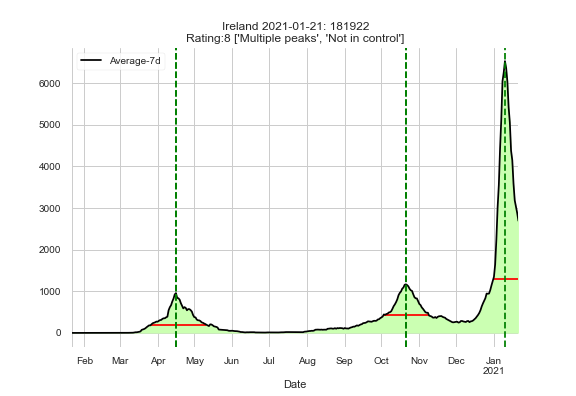 Ireland 2021-01-21: 181922
Rating:8 ['Multiple peaks', 'Not in control']
Average-7d
6000
5000
4000
3000
2000
1000
0
Feb Mar Apr May Jun Jul Aug Sep Oct Nov Dec Jan
2021
Date